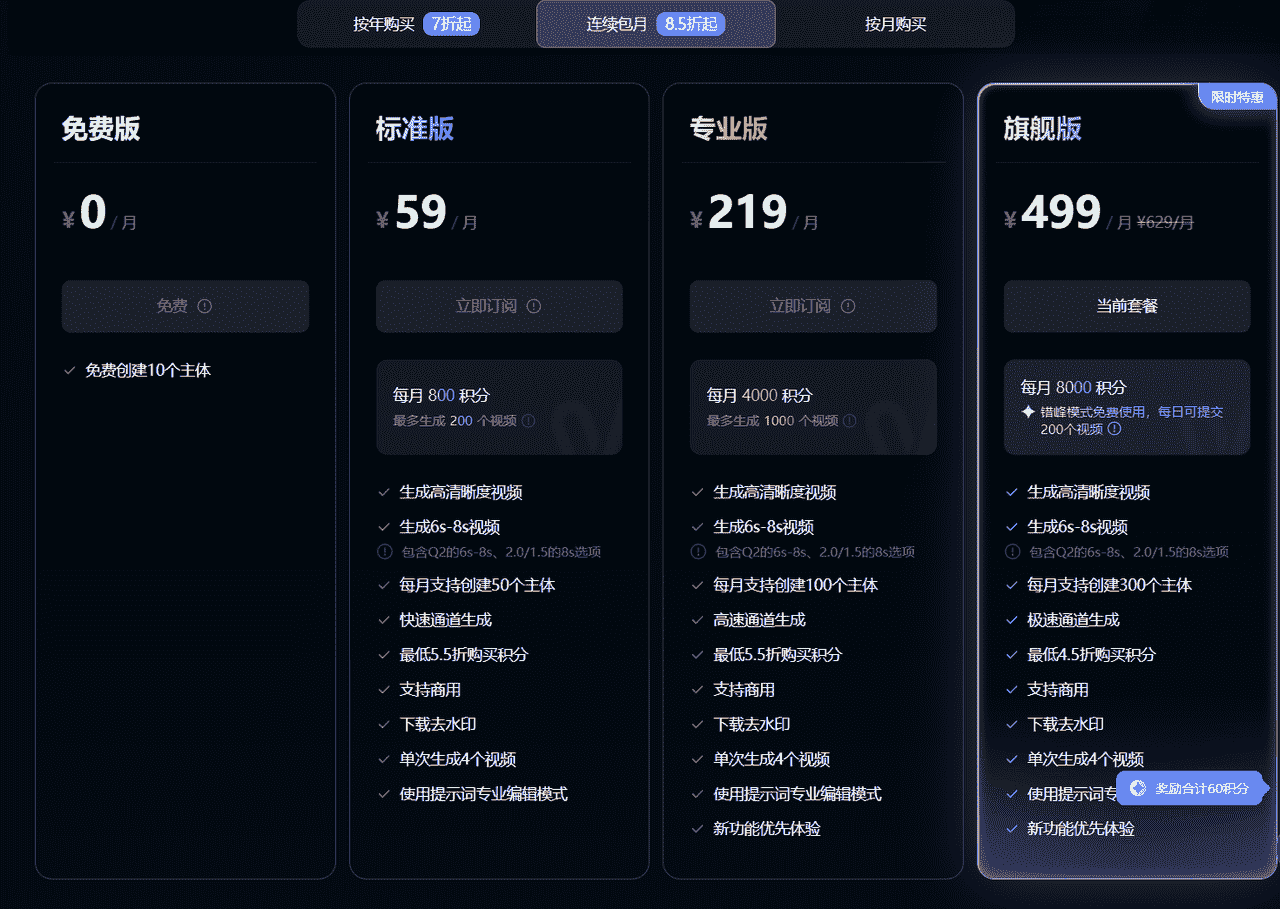 按年购买 7折起
连续包月 8.5折起
按月购买
免费版
¥0 / 月
免费
免费创建10个主体
标准版
¥59 / 月
立即订阅
每月 800 积分
最多生成 200 个视频
生成高清晰度视频
生成6s-8s视频
包含Q2的6s-8s、2.0/1.5的8s选项
每月支持创建50个主体
快速通道生成
最低5.5折购买积分
支持商用
下载去水印
单次生成4个视频
使用提示词专业编辑模式
专业版
¥219 / 月
立即订阅
每月 4000 积分
最多生成 1000 个视频
生成高清晰度视频
生成6s-8s视频
包含Q2的6s-8s、2.0/1.5的8s选项
每月支持创建100个主体
高速通道生成
最低5.5折购买积分
支持商用
下载去水印
单次生成4个视频
使用提示词专业编辑模式
新功能优先体验
限时特惠
旗舰版
¥499 / 月 ¥629/月
当前套餐
每月 8000 积分
错峰模式免费使用，每日可提交
200个视频
生成高清晰度视频
生成6s-8s视频
包含Q2的6s-8s、2.0/1.5的8s选项
每月支持创建300个主体
极速通道生成
最低4.5折购买积分
支持商用
下载去水印
单次生成4个视频
使用提示词专
奖励合计60积分
新功能优先体验